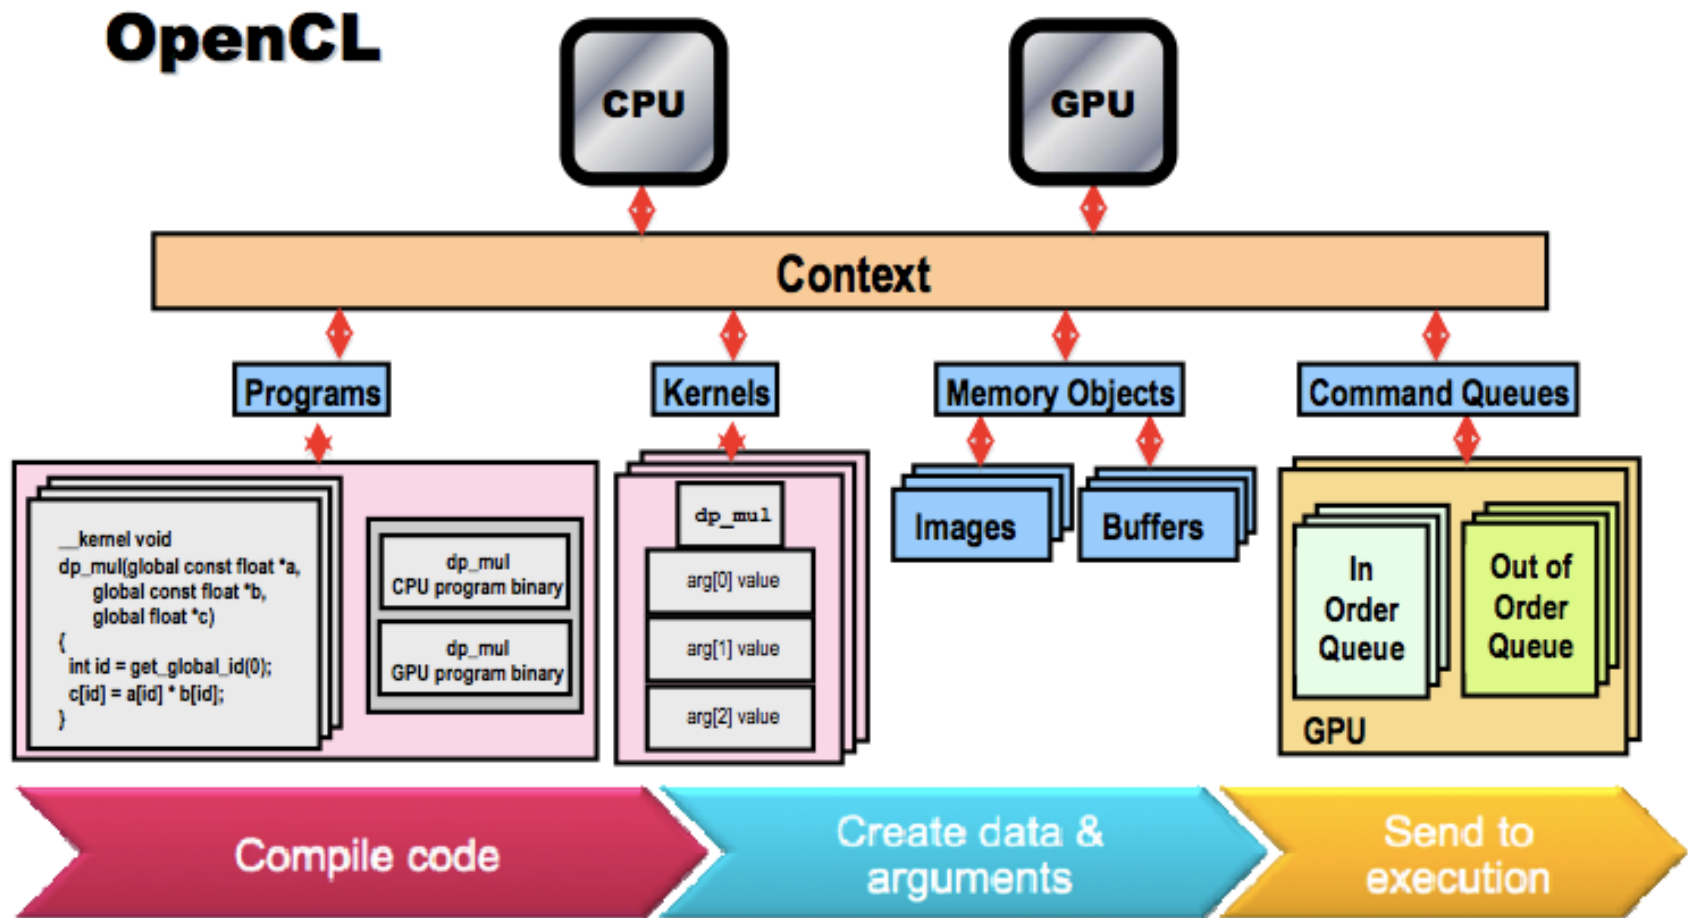 OpenCL
CPU
GPU
Context
Programs
Kernels
Memory Objects
Command Queues
__kernel void
dp_mul(global const float *a,
global const float *b,
global float *c)
{
int id = get_global_id(0);
c[id] = a[id] * b[id];
}
dp_mul
CPU program binary
dp_mul
GPU program binary
dp_mul
arg[0] value
arg[1] value
arg[2] value
Images
Buffers
In
Order
Queue
Out of
Order
Queue
GPU
Compile code
Create data &
arguments
Send to
execution